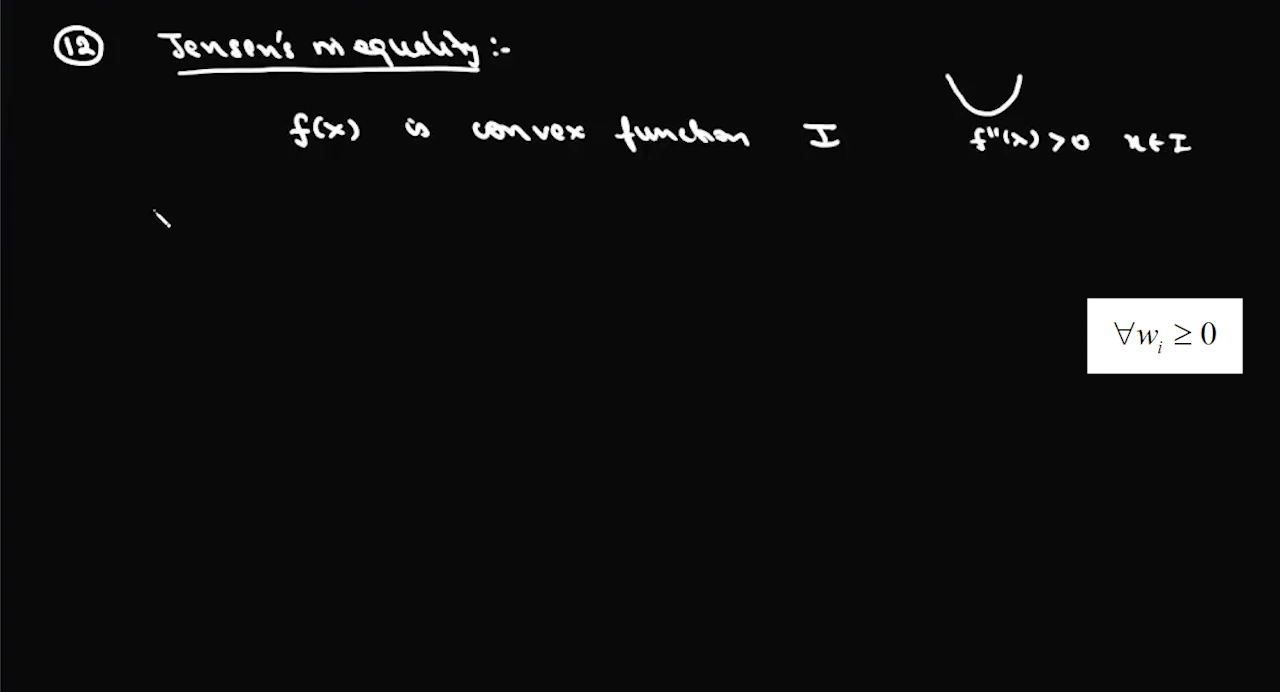 12 Jensen's inequality :-
f(x) is convex function I f''(x) > 0 x ∈ I
∀w_i ≥ 0